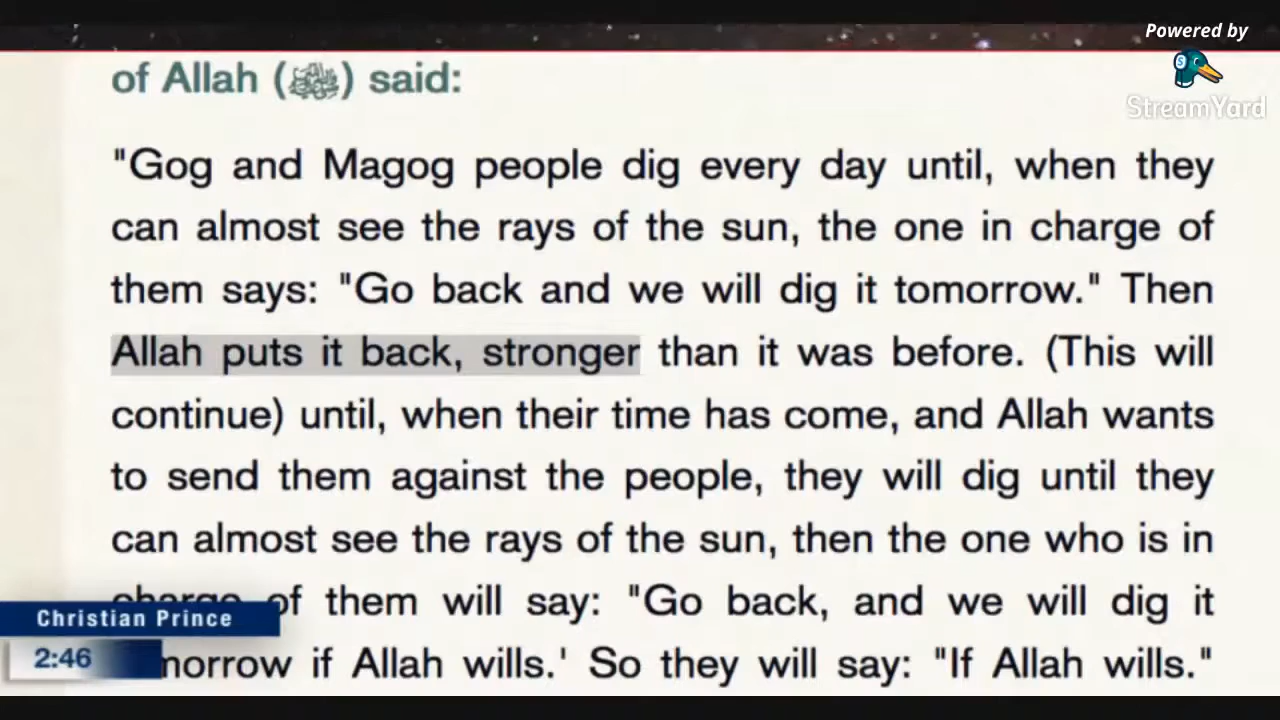 Powered by
StreamYard
of Allah (ﷺ) said:
"Gog and Magog people dig every day until, when they
can almost see the rays of the sun, the one in charge of
them says: "Go back and we will dig it tomorrow." Then
Allah puts it back, stronger than it was before. (This will
continue) until, when their time has come, and Allah wants
to send them against the people, they will dig until they
can almost see the rays of the sun, then the one who is in
charge of them will say: "Go back, and we will dig it
morrow if Allah wills.' So they will say: "If Allah wills."
Christian Prince
2:46